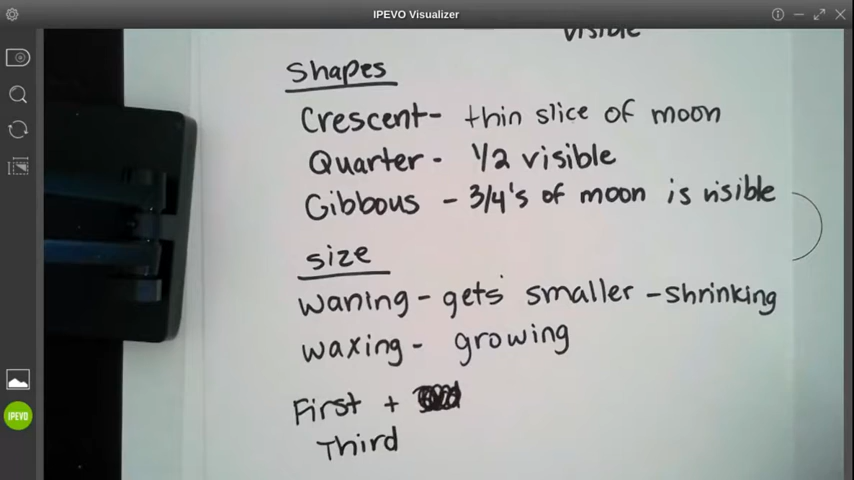 IPEVO Visualizer
visible
Shapes
Crescent- thin slice of moon
Quarter - 1/2 visible
Gibbous - 3/4's of moon is visible
size
waning - gets smaller - shrinking
waxing - growing
First +
Third
IPEVO